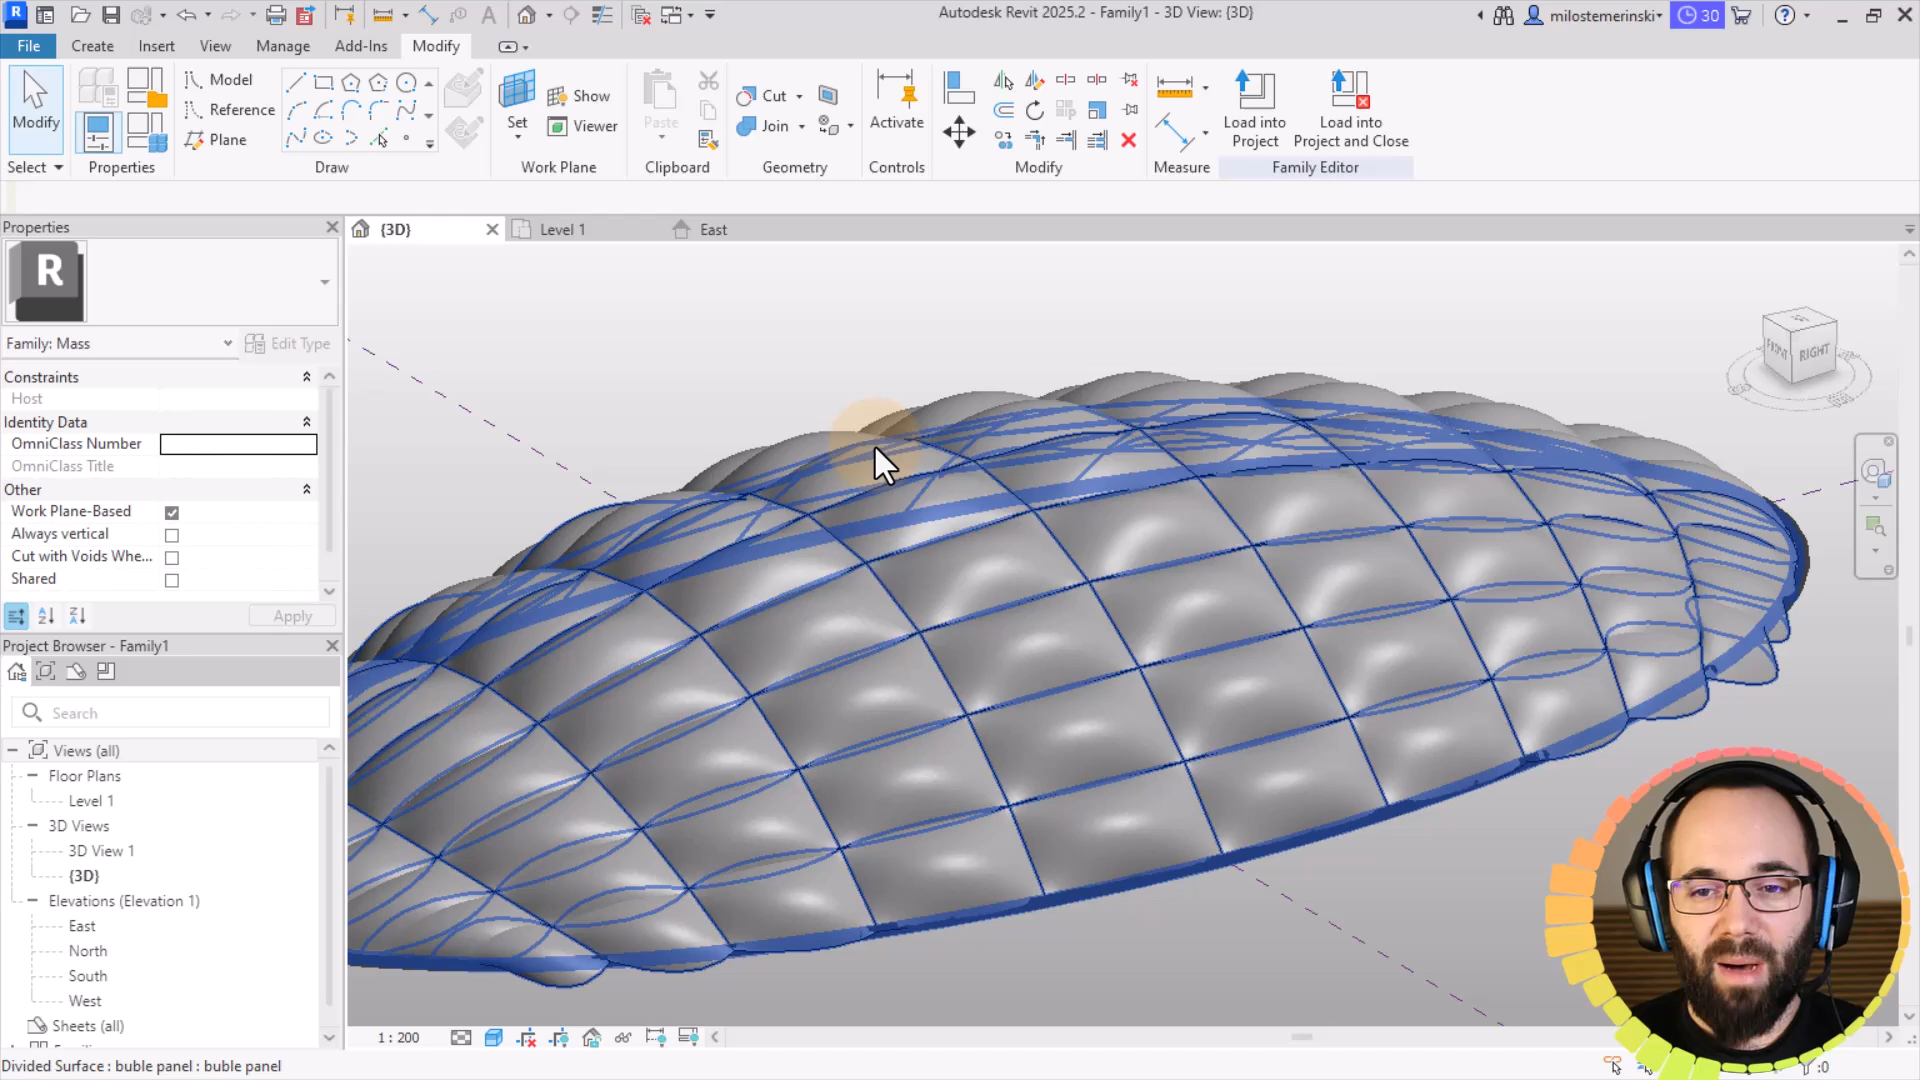 Autodesk Revit 2025.2 - Family1 - 3D View: {3D}
milostemerinski
30
File
Create
Insert
View
Manage
Add-Ins
Modify
Modify
Select
Properties
Model
Reference
Plane
Draw
Set
Show
Viewer
Work Plane
Paste
Clipboard
Cut
Join
Geometry
Activate
Controls
Modify
Measure
Load into
Project
Load into
Project and Close
Family Editor
Properties
R
Family: Mass
Edit Type
Constraints
Host
Identity Data
OmniClass Number
OmniClass Title
Other
Work Plane-Based
Always vertical
Cut with Voids Whe...
Shared
Apply
Project Browser - Family1
Search
Views (all)
Floor Plans
Level 1
3D Views
3D View 1
{3D}
Elevations (Elevation 1)
East
North
South
West
Sheets (all)
{3D}
Level 1
East
FRONT
RIGHT
1 : 200
Divided Surface : buble panel : buble panel
:0